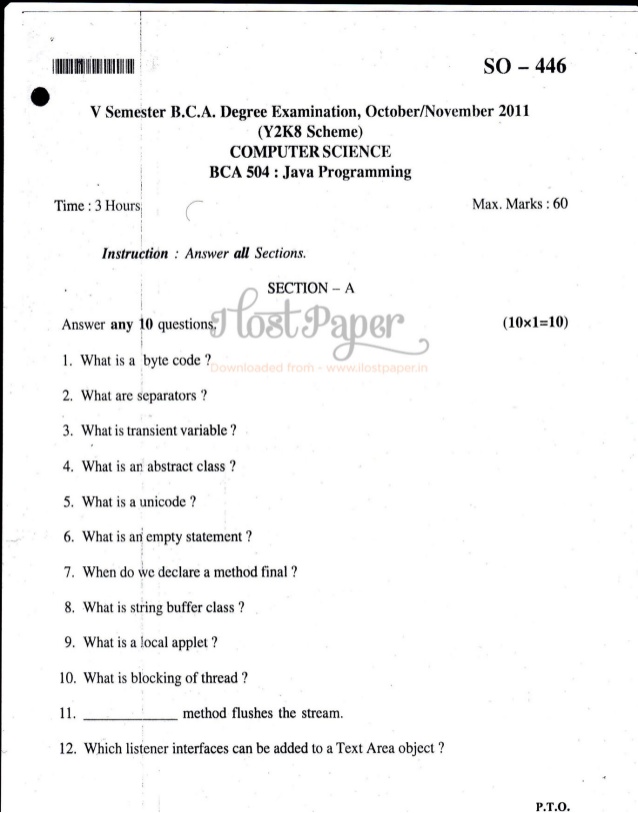 SO – 446
V Semester B.C.A. Degree Examination, October/November 2011
(Y2K8 Scheme)
COMPUTER SCIENCE
BCA 504 : Java Programming
Time : 3 Hours Max. Marks : 60
Instruction : Answer all Sections.
SECTION – A
Answer any 10 questions. (10×1=10)
Ilost Paper
1. What is a byte code ?
Downloaded from - www.ilostpaper.in
2. What are separators ?
3. What is transient variable ?
4. What is an abstract class ?
5. What is a unicode ?
6. What is an empty statement ?
7. When do we declare a method final ?
8. What is string buffer class ?
9. What is a local applet ?
10. What is blocking of thread ?
11. ______________ method flushes the stream.
12. Which listener interfaces can be added to a Text Area object ?
P.T.O.